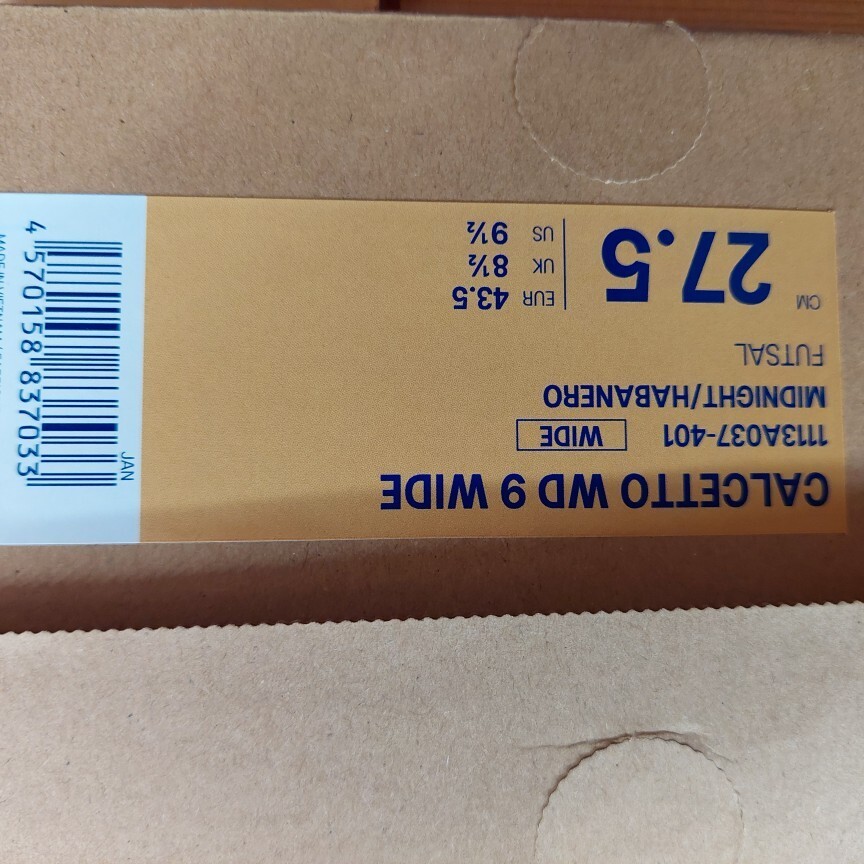 CALCETTO WD 9 WIDE
1113A037-401 WIDE
MIDNIGHT/HABANERO
FUTSAL
CM 27.5
EUR 43.5
UK 8½
US 9½
JAN
4 570158 837033